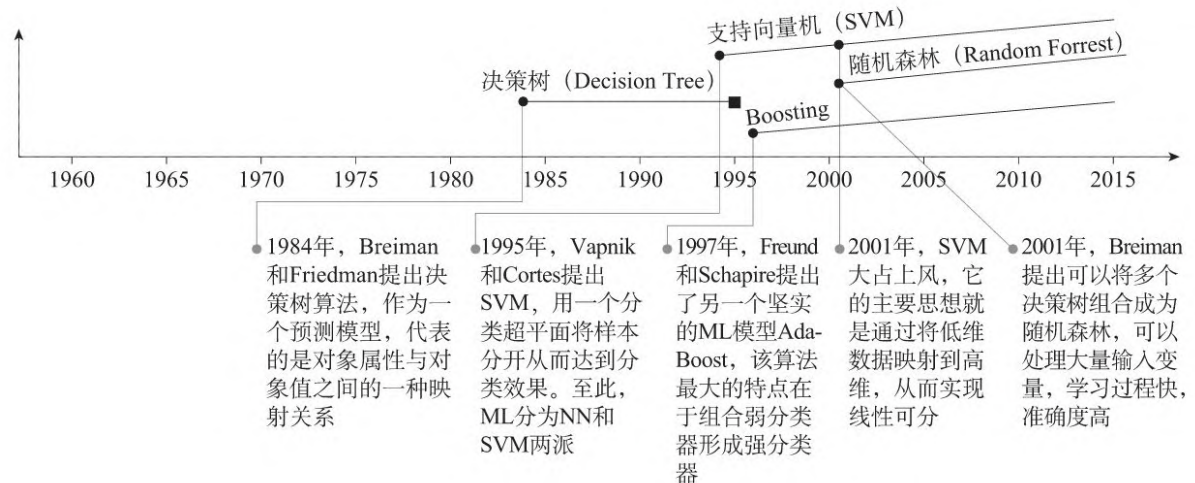 支持向量机（SVM）
随机森林（Random Forrest）
决策树（Decision Tree）
Boosting
1960 1965 1970 1975 1980 1985 1990 1995 2000 2005 2010 2015
1984年，Breiman
和Friedman提出决
策树算法，作为一
个预测模型，代表
的是对象属性与对
象值之间的一种映
射关系
1995年，Vapnik
和Cortes提出
SVM，用一个分
类超平面将样本
分开从而达到分
类效果。至此，
ML分为NN和
SVM两派
1997年，Freund
和Schapire提出
了另一个坚实
的ML模型Ada-
Boost，该算法
最大的特点在
于组合弱分类
器形成强分类
器
2001年，SVM
大占上风，它
的主要思想就
是通过将低维
数据映射到高
维，从而实现
线性可分
2001年，Breiman
提出可以将多个
决策树组合成为
随机森林，可以
处理大量输入变
量，学习过程快，
准确度高